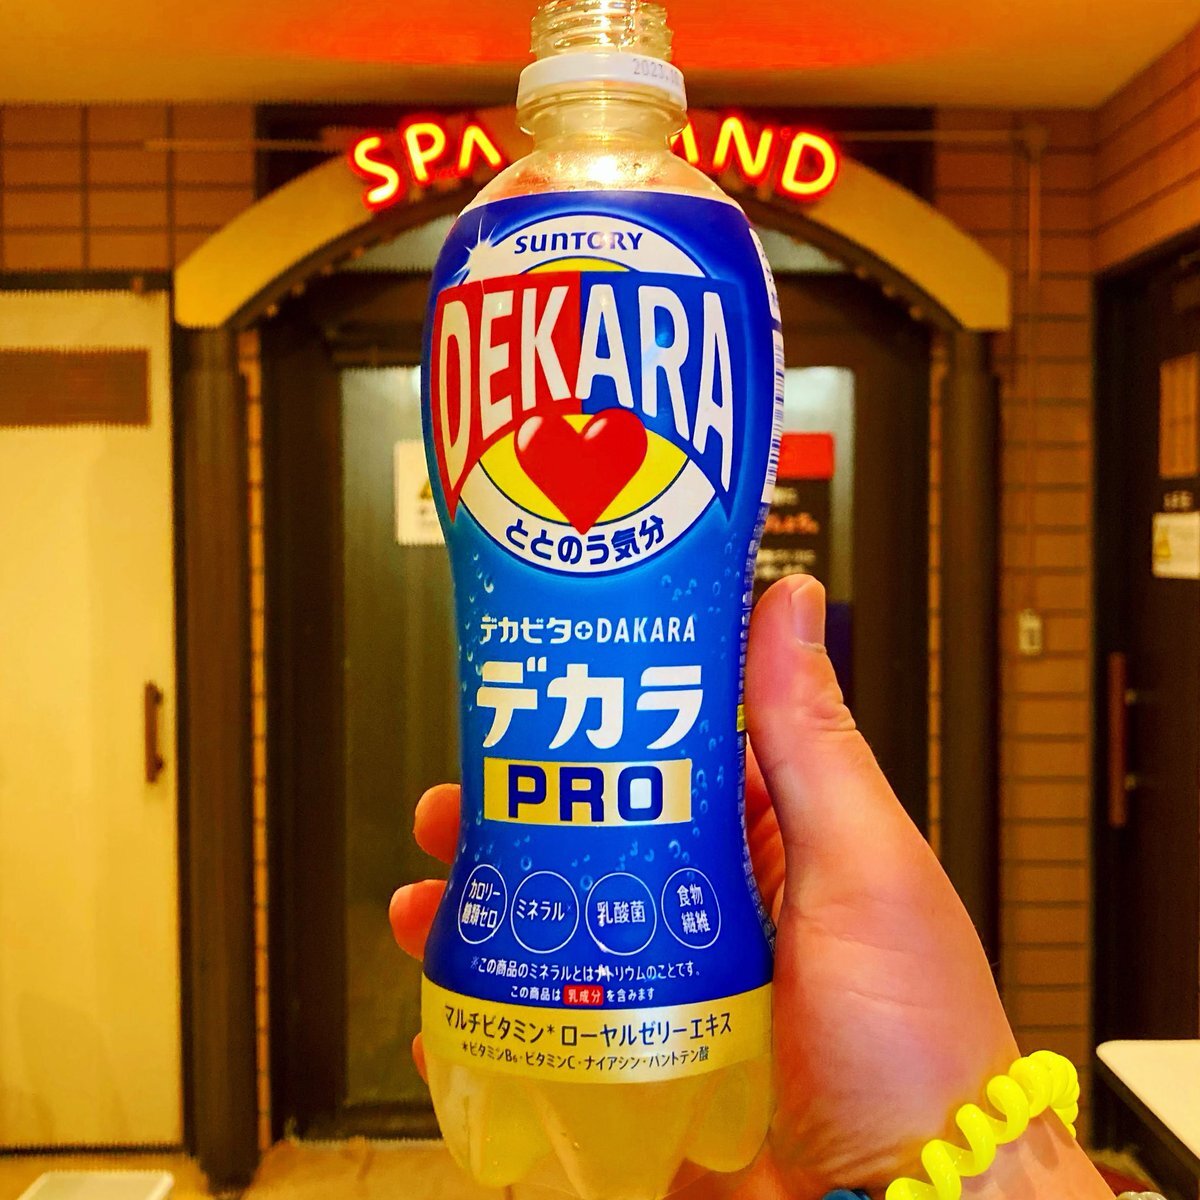 2023.
SPA AND
SUNTORY
DEKARA
ととのう気分
デカビタ+DAKARA
デカラ
PRO
カロリー
糖類ゼロ
ミネラル*
乳酸菌
食物
繊維
※この商品のミネラルとはナトリウムのことです。
この商品は 乳成分 を含みます
マルチビタミン* ローヤルゼリーエキス
*ビタミンB6・ビタミンC・ナイアシン・パントテン酸